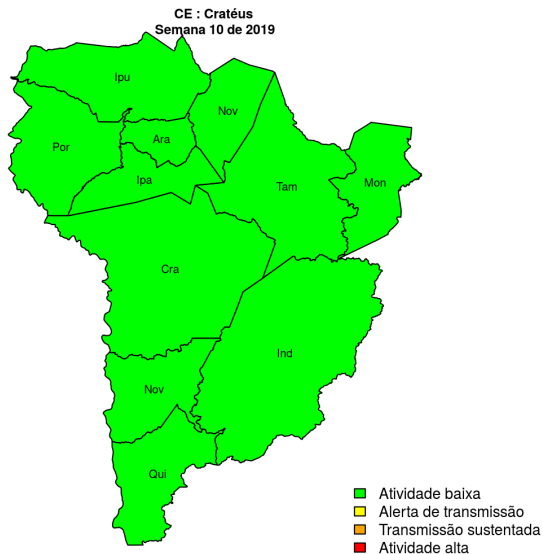 CE : Cratéus
Semana 10 de 2019
Ipu
Nov
Ara
Por
Ipa
Tam
Mon
Cra
Ind
Nov
Qui
Atividade baixa
Alerta de transmissão
Transmissão sustentada
Atividade alta